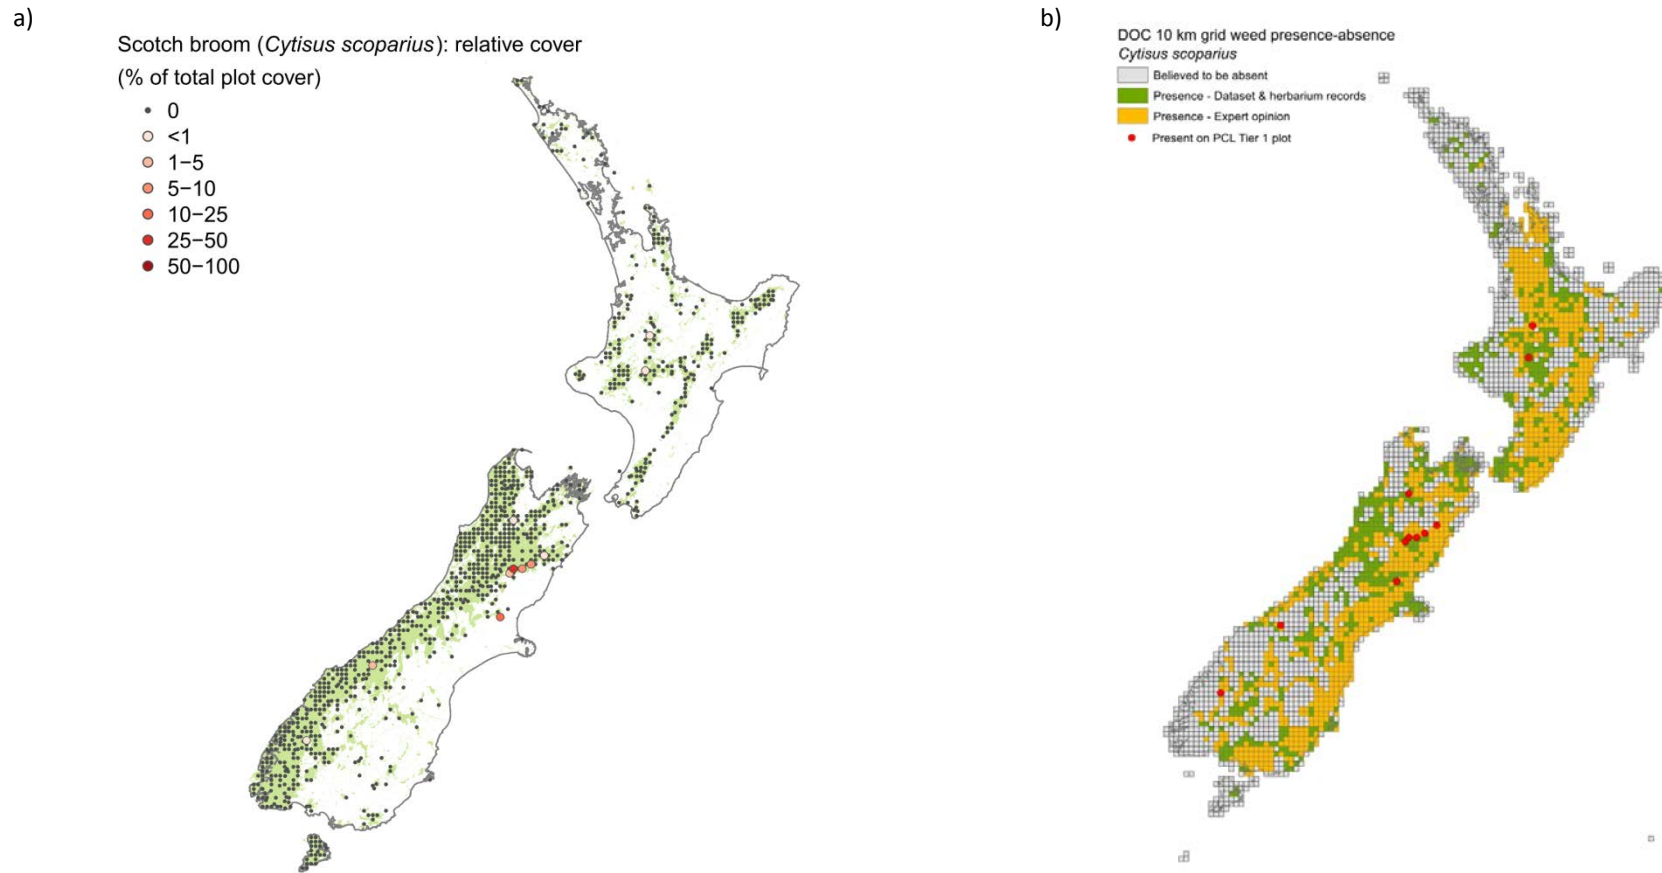 a)
Scotch broom (Cytisus scoparius): relative cover
(% of total plot cover)
0
<1
1−5
5−10
10−25
25−50
50−100
b)
DOC 10 km grid weed presence-absence
Cytisus scoparius
Believed to be absent
Presence - Dataset & herbarium records
Presence - Expert opinion
Present on PCL Tier 1 plot